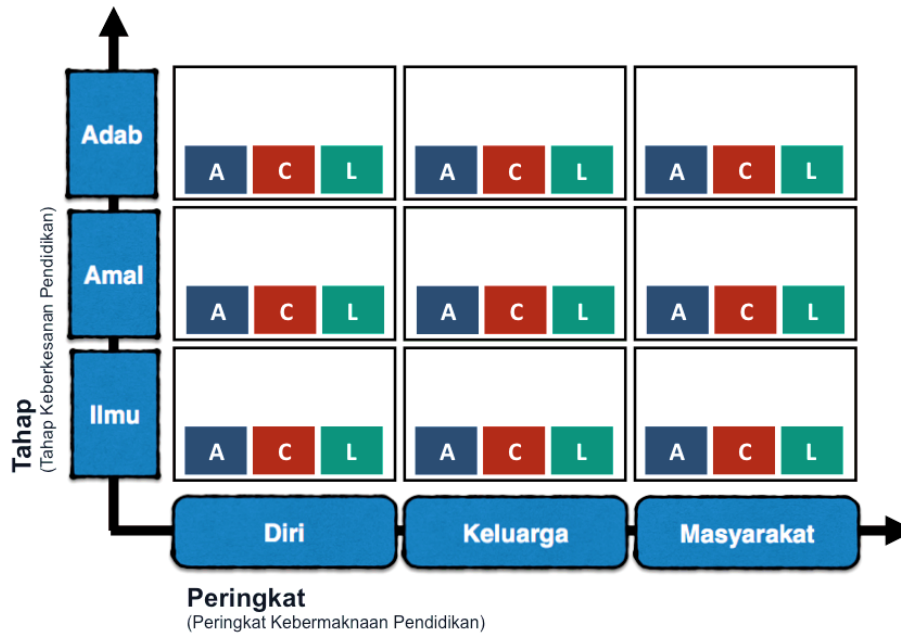 Adab
A C L A C L A C L
Amal
A C L A C L A C L
Ilmu
A C L A C L A C L
Tahap
(Tahap Keberkesanan Pendidikan)
Diri Keluarga Masyarakat
Peringkat
(Peringkat Kebermaknaan Pendidikan)